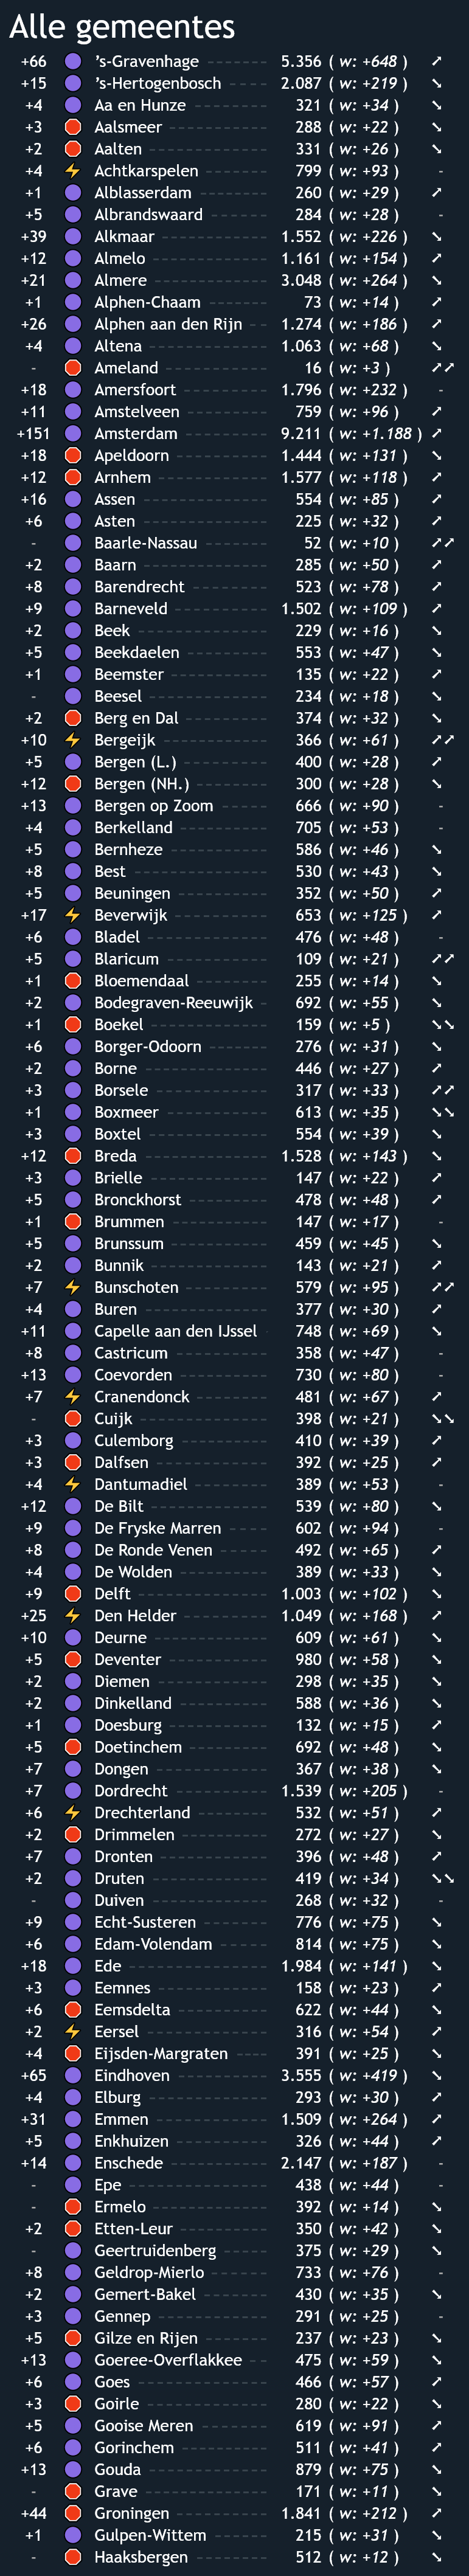 Alle gemeentes
+66 's-Gravenhage 5.356 ( w: +648 )
+15 's-Hertogenbosch 2.087 ( w: +219 )
+4 Aa en Hunze 321 ( w: +34 )
+3 Aalsmeer 288 ( w: +22 )
+2 Aalten 331 ( w: +26 )
+4 Achtkarspelen 799 ( w: +93 ) -
+1 Alblasserdam 260 ( w: +29 )
+5 Albrandswaard 284 ( w: +28 ) -
+39 Alkmaar 1.552 ( w: +226 )
+12 Almelo 1.161 ( w: +154 )
+21 Almere 3.048 ( w: +264 )
+1 Alphen-Chaam 73 ( w: +14 )
+26 Alphen aan den Rijn 1.274 ( w: +186 )
+4 Altena 1.063 ( w: +68 )
- Ameland 16 ( w: +3 )
+18 Amersfoort 1.796 ( w: +232 ) -
+11 Amstelveen 759 ( w: +96 )
+151 Amsterdam 9.211 ( w: +1.188 )
+18 Apeldoorn 1.444 ( w: +131 )
+12 Arnhem 1.577 ( w: +118 )
+16 Assen 554 ( w: +85 )
+6 Asten 225 ( w: +32 )
- Baarle-Nassau 52 ( w: +10 )
+2 Baarn 285 ( w: +50 )
+8 Barendrecht 523 ( w: +78 )
+9 Barneveld 1.502 ( w: +109 )
+2 Beek 229 ( w: +16 )
+5 Beekdaelen 553 ( w: +47 )
+1 Beemster 135 ( w: +22 )
- Beesel 234 ( w: +18 )
+2 Berg en Dal 374 ( w: +32 )
+10 Bergeijk 366 ( w: +61 )
+5 Bergen (L.) 400 ( w: +28 )
+12 Bergen (NH.) 300 ( w: +28 )
+13 Bergen op Zoom 666 ( w: +90 ) -
+4 Berkelland 705 ( w: +53 ) -
+5 Bernheze 586 ( w: +46 )
+8 Best 530 ( w: +43 )
+5 Beuningen 352 ( w: +50 )
+17 Beverwijk 653 ( w: +125 )
+6 Bladel 476 ( w: +48 ) -
+5 Blaricum 109 ( w: +21 )
+1 Bloemendaal 255 ( w: +14 )
+2 Bodegraven-Reeuwijk 692 ( w: +55 )
+1 Boekel 159 ( w: +5 )
+6 Borger-Odoorn 276 ( w: +31 )
+2 Borne 446 ( w: +27 )
+3 Borsele 317 ( w: +33 )
+1 Boxmeer 613 ( w: +35 )
+3 Boxtel 554 ( w: +39 )
+12 Breda 1.528 ( w: +143 )
+3 Brielle 147 ( w: +22 )
+5 Bronckhorst 478 ( w: +48 )
+1 Brummen 147 ( w: +17 ) -
+5 Brunssum 459 ( w: +45 )
+2 Bunnik 143 ( w: +21 )
+7 Bunschoten 579 ( w: +95 )
+4 Buren 377 ( w: +30 )
+11 Capelle aan den IJssel 748 ( w: +69 )
+8 Castricum 358 ( w: +47 ) -
+13 Coevorden 730 ( w: +80 ) -
+7 Cranendonck 481 ( w: +67 )
- Cuijk 398 ( w: +21 )
+3 Culemborg 410 ( w: +39 )
+3 Dalfsen 392 ( w: +25 )
+4 Dantumadiel 389 ( w: +53 ) -
+12 De Bilt 539 ( w: +80 )
+9 De Fryske Marren 602 ( w: +94 ) -
+8 De Ronde Venen 492 ( w: +65 )
+4 De Wolden 389 ( w: +33 )
+9 Delft 1.003 ( w: +102 )
+25 Den Helder 1.049 ( w: +168 )
+10 Deurne 609 ( w: +61 )
+5 Deventer 980 ( w: +58 )
+2 Diemen 298 ( w: +35 )
+2 Dinkelland 588 ( w: +36 )
+1 Doesburg 132 ( w: +15 )
+5 Doetinchem 692 ( w: +48 )
+7 Dongen 367 ( w: +38 )
+7 Dordrecht 1.539 ( w: +205 ) -
+6 Drechterland 532 ( w: +51 )
+2 Drimmelen 272 ( w: +27 )
+7 Dronten 396 ( w: +48 )
+2 Druten 419 ( w: +34 )
- Duiven 268 ( w: +32 ) -
+9 Echt-Susteren 776 ( w: +75 )
+6 Edam-Volendam 814 ( w: +75 )
+18 Ede 1.984 ( w: +141 )
+3 Eemnes 158 ( w: +23 )
+6 Eemsdelta 622 ( w: +44 )
+2 Eersel 316 ( w: +54 )
+4 Eijsden-Margraten 391 ( w: +25 )
+65 Eindhoven 3.555 ( w: +419 )
+4 Elburg 293 ( w: +30 )
+31 Emmen 1.509 ( w: +264 )
+5 Enkhuizen 326 ( w: +44 )
+14 Enschede 2.147 ( w: +187 ) -
- Epe 438 ( w: +44 ) -
- Ermelo 392 ( w: +14 )
+2 Etten-Leur 350 ( w: +42 )
- Geertruidenberg 375 ( w: +29 )
+8 Geldrop-Mierlo 733 ( w: +76 ) -
+2 Gemert-Bakel 430 ( w: +35 )
+3 Gennep 291 ( w: +25 ) -
+5 Gilze en Rijen 237 ( w: +23 )
+13 Goeree-Overflakkee 475 ( w: +59 )
+6 Goes 466 ( w: +57 )
+3 Goirle 280 ( w: +22 )
+5 Gooise Meren 619 ( w: +91 )
+6 Gorinchem 511 ( w: +41 )
+13 Gouda 879 ( w: +75 )
- Grave 171 ( w: +11 )
+44 Groningen 1.841 ( w: +212 )
+1 Gulpen-Wittem 215 ( w: +31 )
- Haaksbergen 512 ( w: +12 )